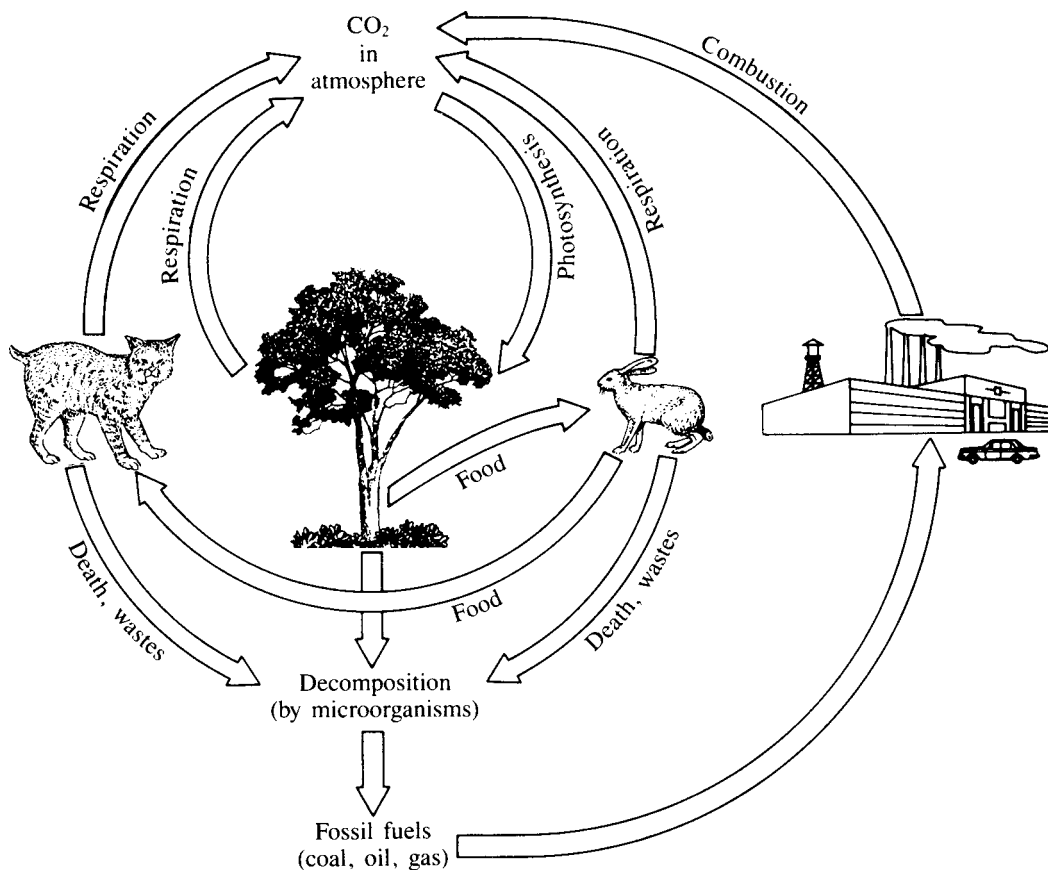 CO₂
in
atmosphere
Combustion
Respiration
Respiration
Photosynthesis
Respiration
Food
Food
Death, wastes
Death, wastes
Decomposition
(by microorganisms)
Fossil fuels
(coal, oil, gas)